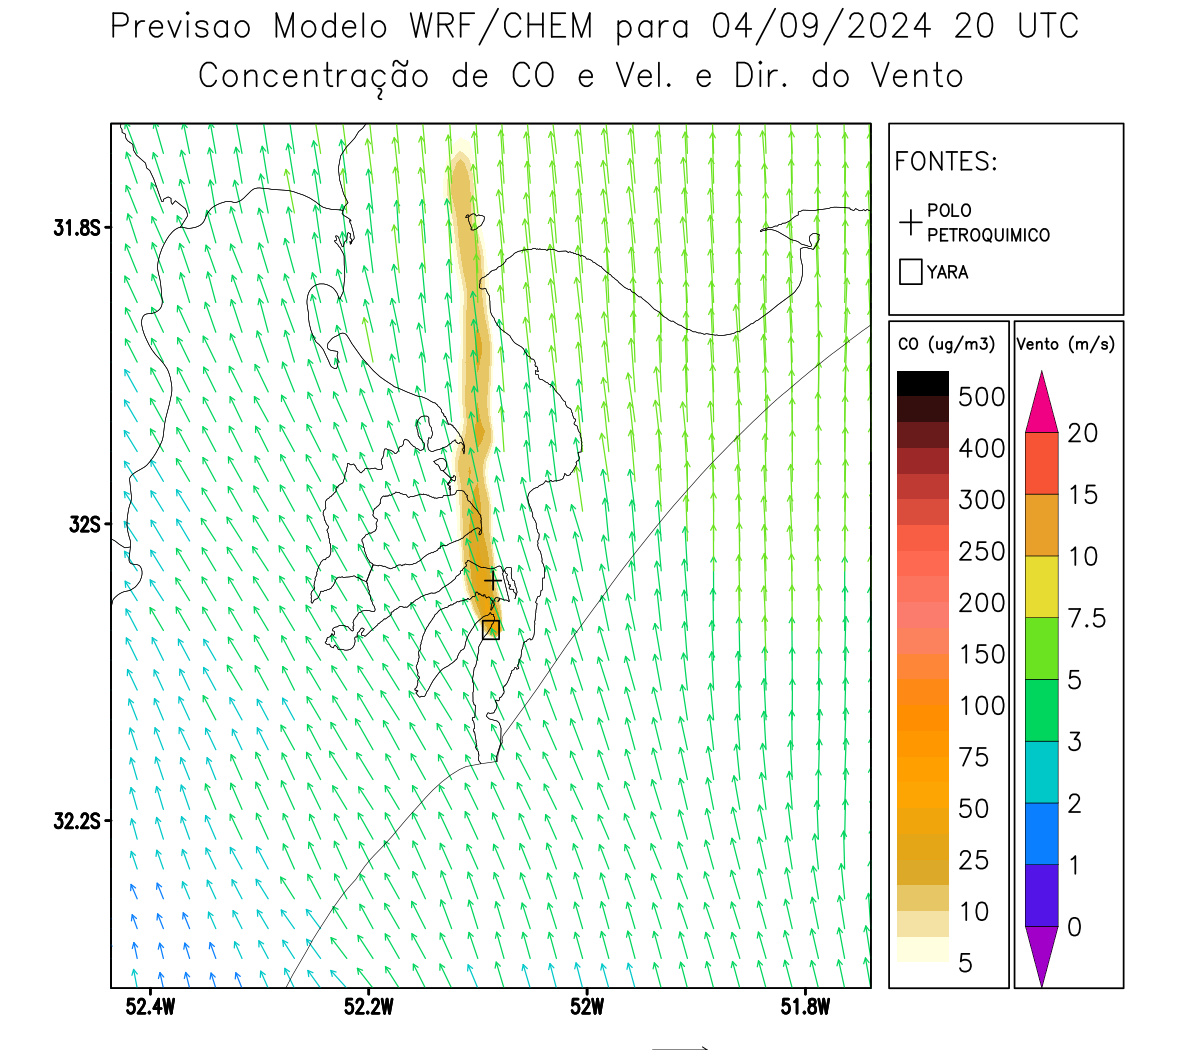 Previsao Modelo WRF/CHEM para 04/09/2024 20 UTC
Concentração de CO e Vel. e Dir. do Vento
FONTES:
POLO
PETROQUIMICO
YARA
31.8S
32S
32.2S
52.4W
52.2W
52W
51.8W
CO (ug/m3)
500
400
300
250
200
150
100
75
50
25
10
5
Vento (m/s)
20
15
10
7.5
5
3
2
1
0